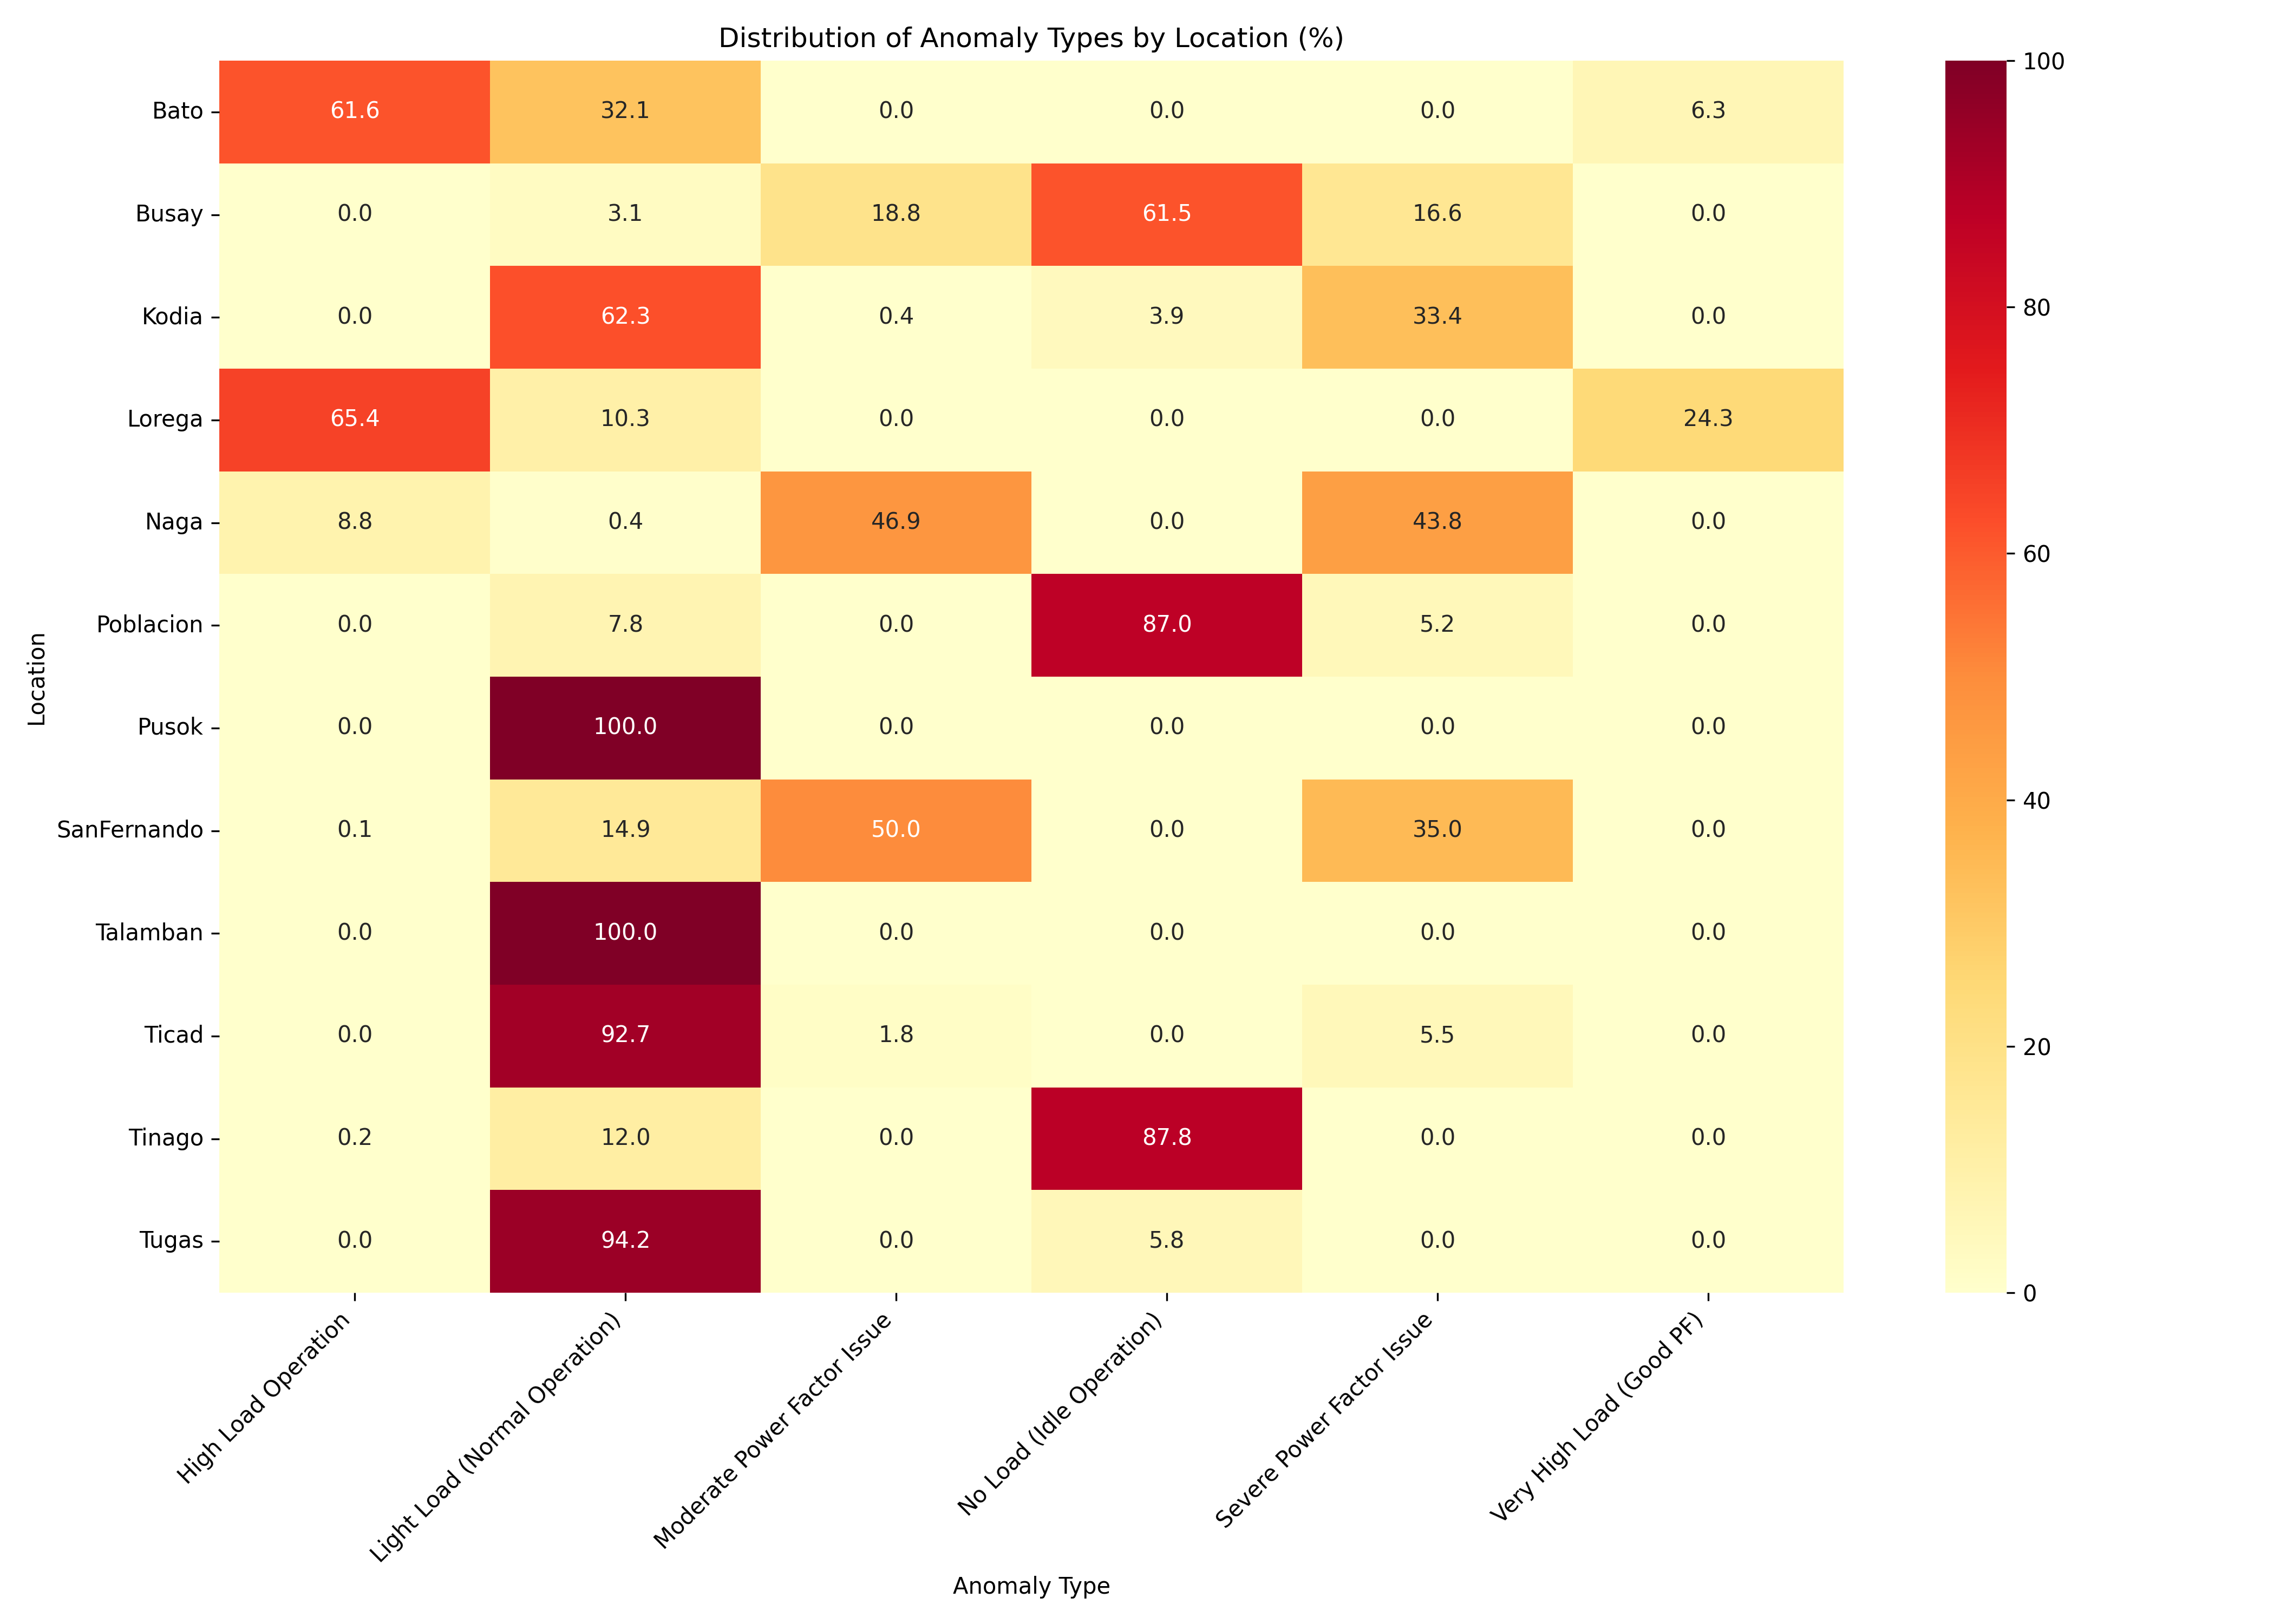 Distribution of Anomaly Types by Location (%)
Bato 61.6 32.1 0.0 0.0 0.0 6.3
Busay 0.0 3.1 18.8 61.5 16.6 0.0
Kodia 0.0 62.3 0.4 3.9 33.4 0.0
Lorega 65.4 10.3 0.0 0.0 0.0 24.3
Naga 8.8 0.4 46.9 0.0 43.8 0.0
Poblacion 0.0 7.8 0.0 87.0 5.2 0.0
Pusok 0.0 100.0 0.0 0.0 0.0 0.0
SanFernando 0.1 14.9 50.0 0.0 35.0 0.0
Talamban 0.0 100.0 0.0 0.0 0.0 0.0
Ticad 0.0 92.7 1.8 0.0 5.5 0.0
Tinago 0.2 12.0 0.0 87.8 0.0 0.0
Tugas 0.0 94.2 0.0 5.8 0.0 0.0
Location
High Load Operation
Light Load (Normal Operation)
Moderate Power Factor Issue
No Load (Idle Operation)
Severe Power Factor Issue
Very High Load (Good PF)
Anomaly Type
100
80
60
40
20
0